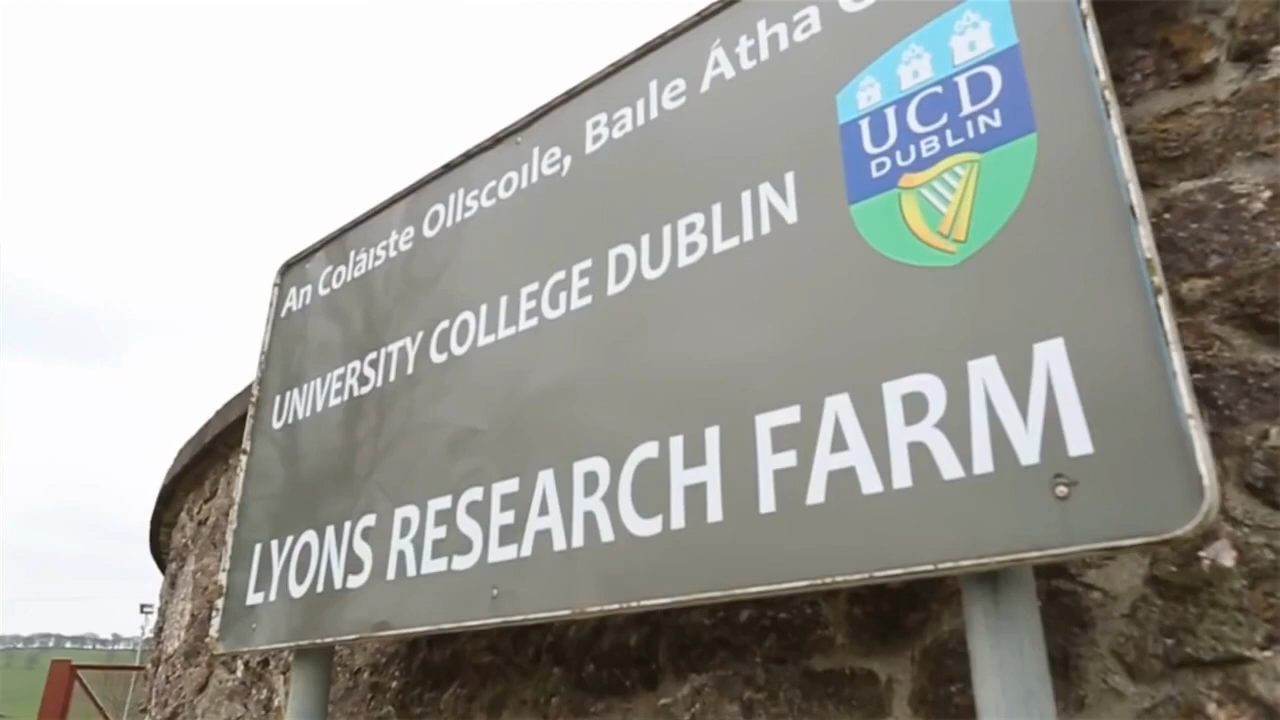 An Coláiste Ollscoile, Baile Átha
UNIVERSITY COLLEGE DUBLIN
LYONS RESEARCH FARM
UCD
DUBLIN